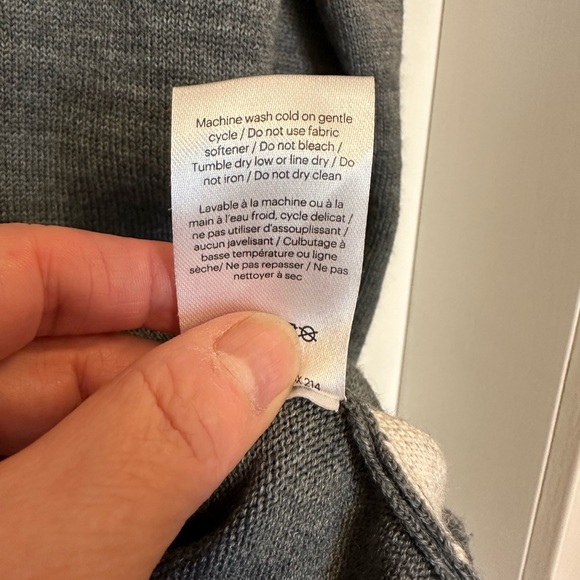 Machine wash cold on gentle
cycle / Do not use fabric
softener / Do not bleach /
Tumble dry low or line dry / Do
not iron / Do not dry clean
Lavable à la machine ou à la
main à l'eau froid, cycle délicat /
ne pas utiliser d'assouplissant /
aucun javelisant / Culbutage à
basse température ou ligne
sèche/ Ne pas repasser / Ne pas
nettoyer à sec
214